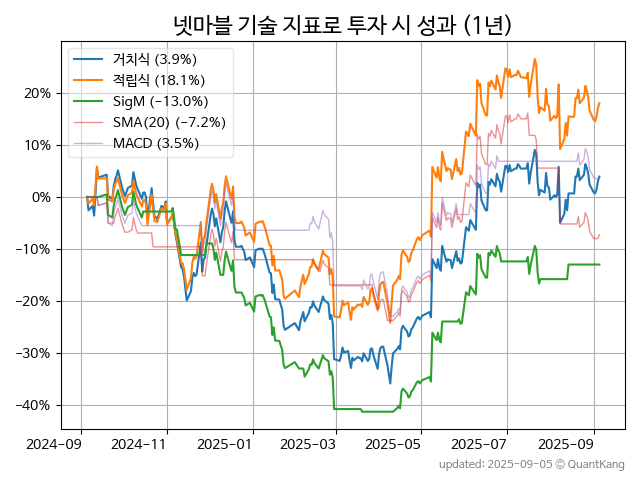 넷마블 기술 지표로 투자 시 성과 (1년)
거치식 (3.9%)
적립식 (18.1%)
SigM (−13.0%)
SMA(20) (−7.2%)
MACD (3.5%)
20%
10%
0%
−10%
−20%
−30%
−40%
2024-09 2024-11 2025-01 2025-03 2025-05 2025-07 2025-09
updated: 2025-09-05 © QuantKang